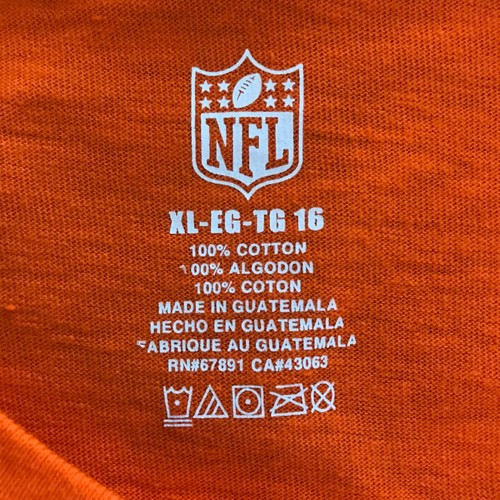 NFL
XL-EG-TG 16
100% COTTON
100% ALGODON
100% COTON
MADE IN GUATEMALA
HECHO EN GUATEMALA
FABRIQUE AU GUATEMALA
RN#67891 CA#43063